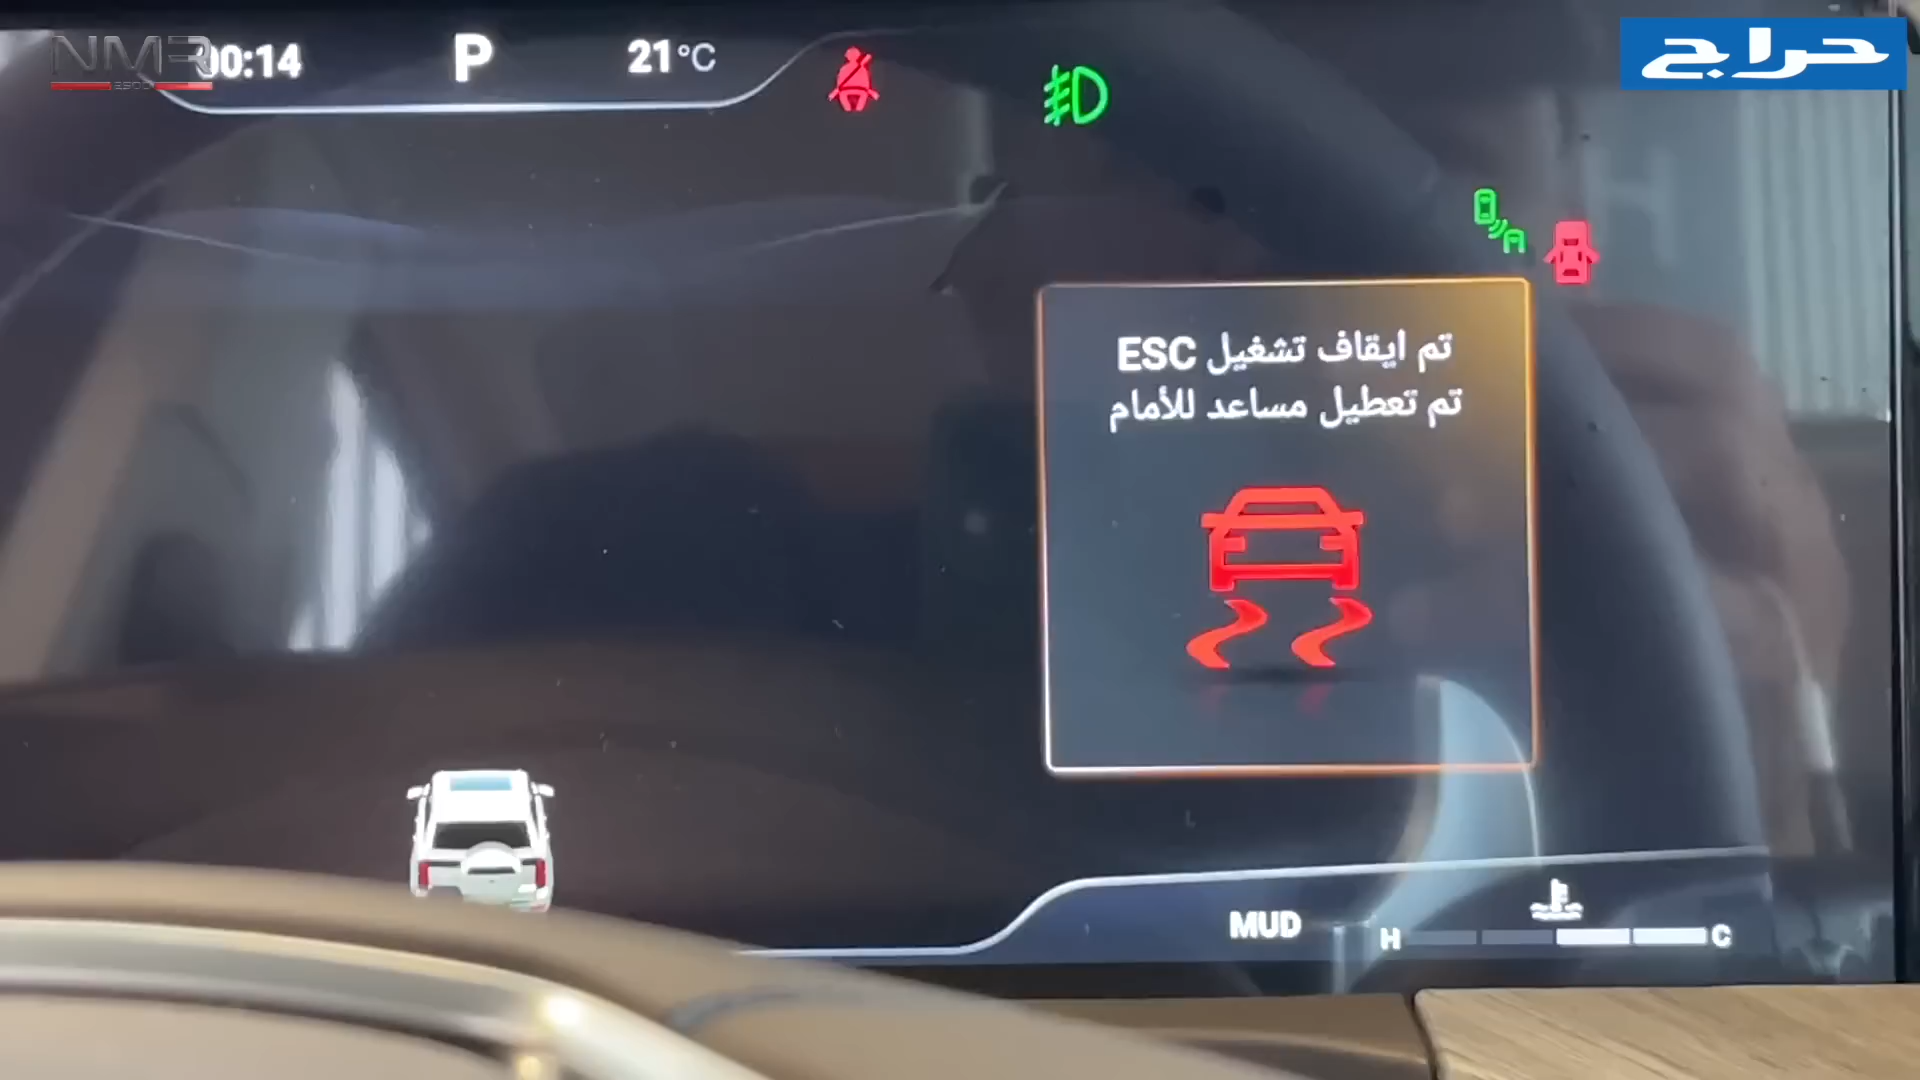 NMR
00:14
P
21°C
حراج
تم ايقاف تشغيل ESC
تم تعطيل مساعد للأمام
MUD
H
C